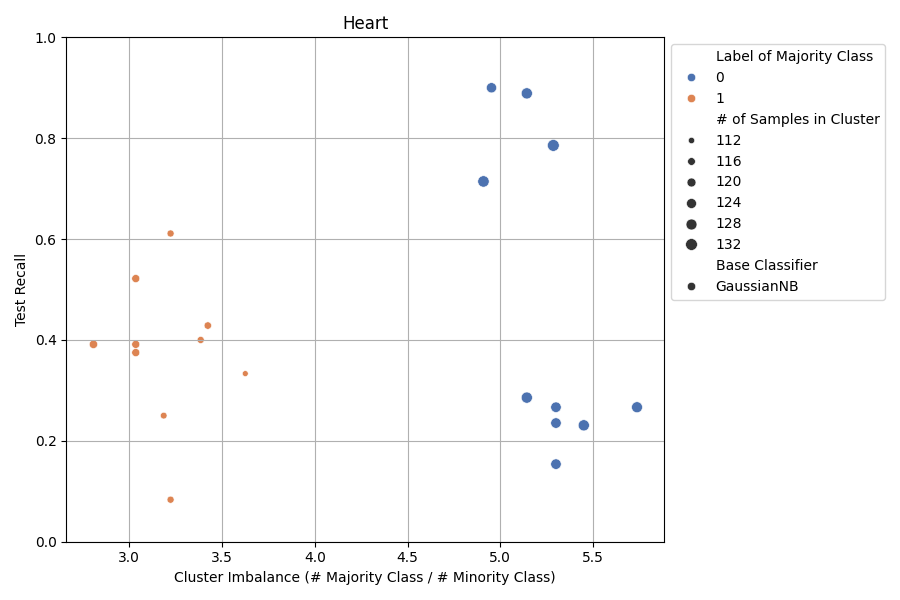 Heart
1.0
0.8
0.6
0.4
0.2
0.0
Test Recall
3.0 3.5 4.0 4.5 5.0 5.5
Cluster Imbalance (# Majority Class / # Minority Class)
Label of Majority Class
0
1
# of Samples in Cluster
112
116
120
124
128
132
Base Classifier
GaussianNB